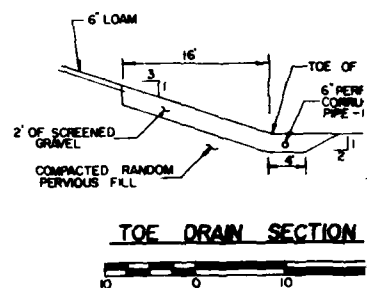 6" LOAM
16'
3
1
TOE OF
6" PERF
CORRU
PIPE -
2' OF SCREENED
GRAVEL
1
2
4'
COMPACTED RANDOM
PERVIOUS FILL
TOE DRAIN SECTION
10 0 10